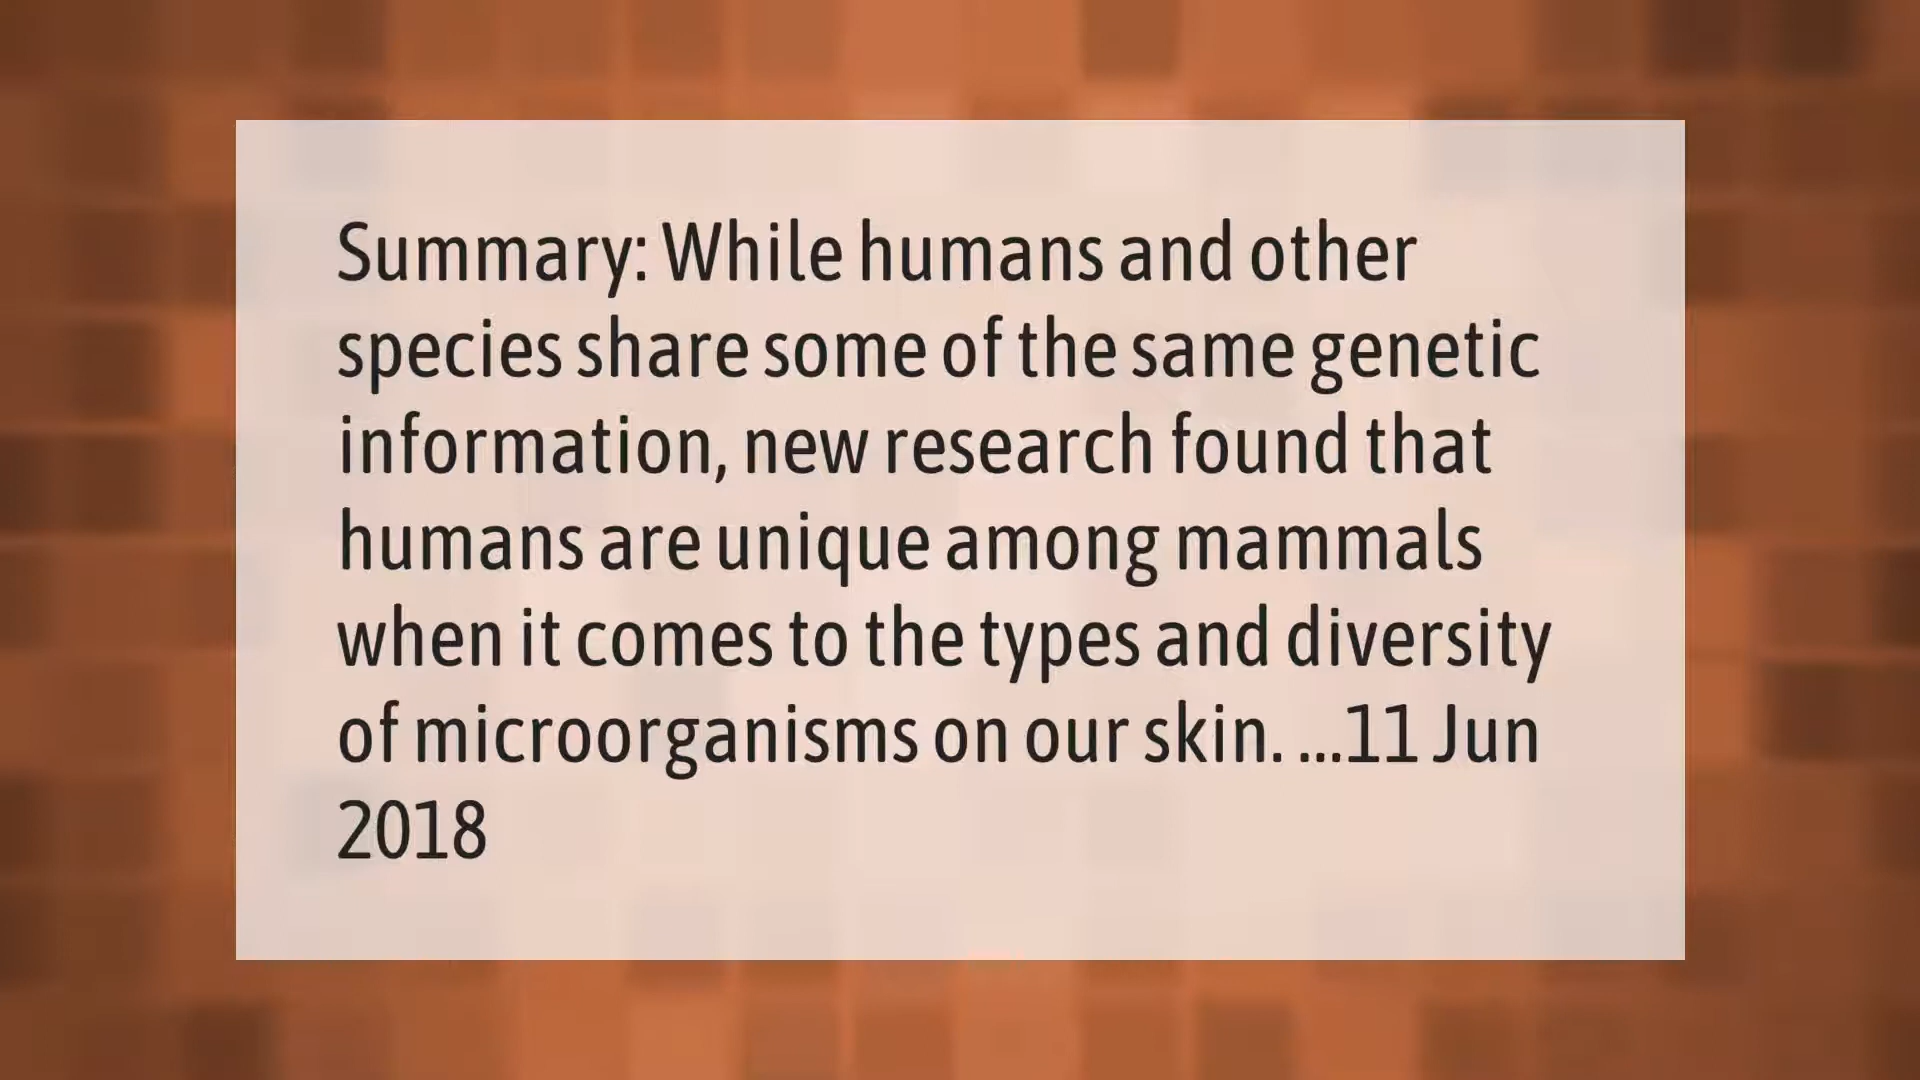 Summary: While humans and other
species share some of the same genetic
information, new research found that
humans are unique among mammals
when it comes to the types and diversity
of microorganisms on our skin. ...11 Jun
2018